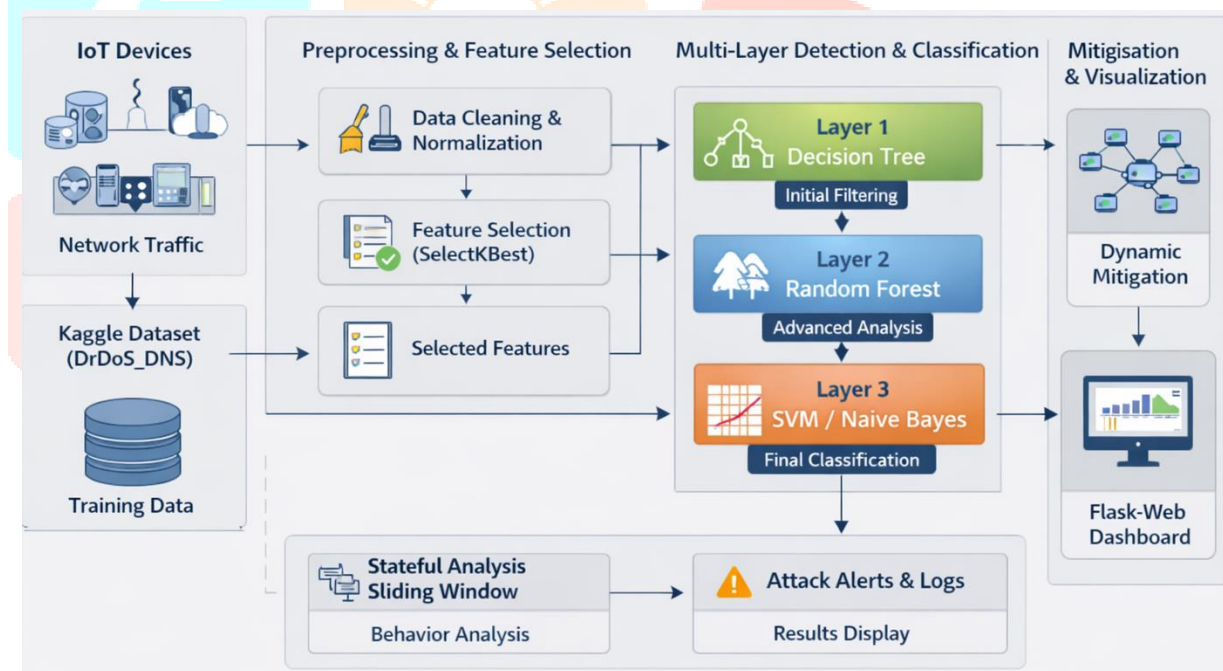 IoT Devices
Network Traffic
Kaggle Dataset
(DrDoS_DNS)
Training Data
Preprocessing & Feature Selection
Data Cleaning &
Normalization
Feature Selection
(SelectKBest)
Selected Features
Multi-Layer Detection & Classification
Layer 1
Decision Tree
Initial Filtering
Layer 2
Random Forest
Advanced Analysis
Layer 3
SVM / Naive Bayes
Final Classification
Mitigisation
& Visualization
Dynamic
Mitigation
Flask-Web
Dashboard
Stateful Analysis
Sliding Window
Behavior Analysis
Attack Alerts & Logs
Results Display